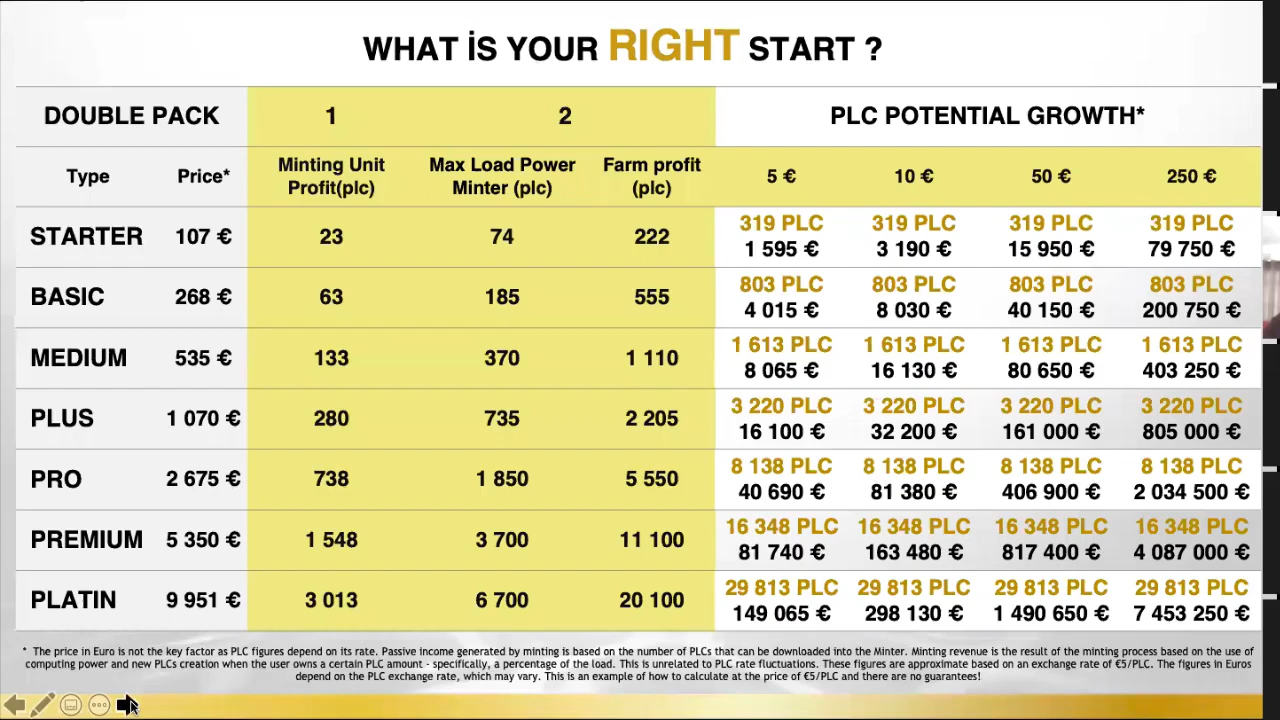 WHAT İS YOUR RIGHT START ?
DOUBLE PACK 1 2 PLC POTENTIAL GROWTH*
Type Price* Minting Unit Profit(plc) Max Load Power Minter (plc) Farm profit (plc) 5 € 10 € 50 € 250 €
319 PLC 319 PLC 319 PLC 319 PLC
STARTER 107 € 23 74 222
1 595 € 3 190 € 15 950 € 79 750 €
803 PLC 803 PLC 803 PLC 803 PLC
BASIC 268 € 63 185 555
4 015 € 8 030 € 40 150 € 200 750 €
1 613 PLC 1 613 PLC 1 613 PLC 1 613 PLC
MEDIUM 535 € 133 370 1 110
8 065 € 16 130 € 80 650 € 403 250 €
3 220 PLC 3 220 PLC 3 220 PLC 3 220 PLC
PLUS 1 070 € 280 735 2 205
16 100 € 32 200 € 161 000 € 805 000 €
8 138 PLC 8 138 PLC 8 138 PLC 8 138 PLC
PRO 2 675 € 738 1 850 5 550
40 690 € 81 380 € 406 900 € 2 034 500 €
16 348 PLC 16 348 PLC 16 348 PLC 16 348 PLC
PREMIUM 5 350 € 1 548 3 700 11 100
81 740 € 163 480 € 817 400 € 4 087 000 €
29 813 PLC 29 813 PLC 29 813 PLC 29 813 PLC
PLATIN 9 951 € 3 013 6 700 20 100
149 065 € 298 130 € 1 490 650 € 7 453 250 €
* The price in Euro is not the key factor as PLC figures depend on its rate. Passive income generated by minting is based on the number of PLCs that can be downloaded into the Minter. Minting revenue is the result of the minting process based on the use of
computing power and new PLCs creation when the user owns a certain PLC amount - specifically, a percentage of the load. This is unrelated to PLC rate fluctuations. These figures are approximate based on an exchange rate of €5/PLC. The figures in Euros
depend on the PLC exchange rate, which may vary. This is an example of how to calculate at the price of €5/PLC and there are no guarantees!